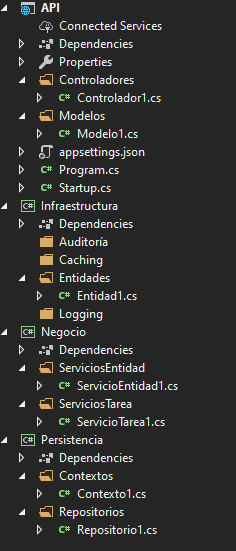 API
Connected Services
Dependencies
Properties
Controladores
C# Controlador1.cs
Modelos
C# Modelo1.cs
appsettings.json
C# Program.cs
C# Startup.cs
C# Infraestructura
Dependencies
Auditoría
Caching
Entidades
C# Entidad1.cs
Logging
C# Negocio
Dependencies
ServiciosEntidad
C# ServicioEntidad1.cs
ServiciosTarea
C# ServicioTarea1.cs
C# Persistencia
Dependencies
Contextos
C# Contexto1.cs
Repositorios
C# Repositorio1.cs